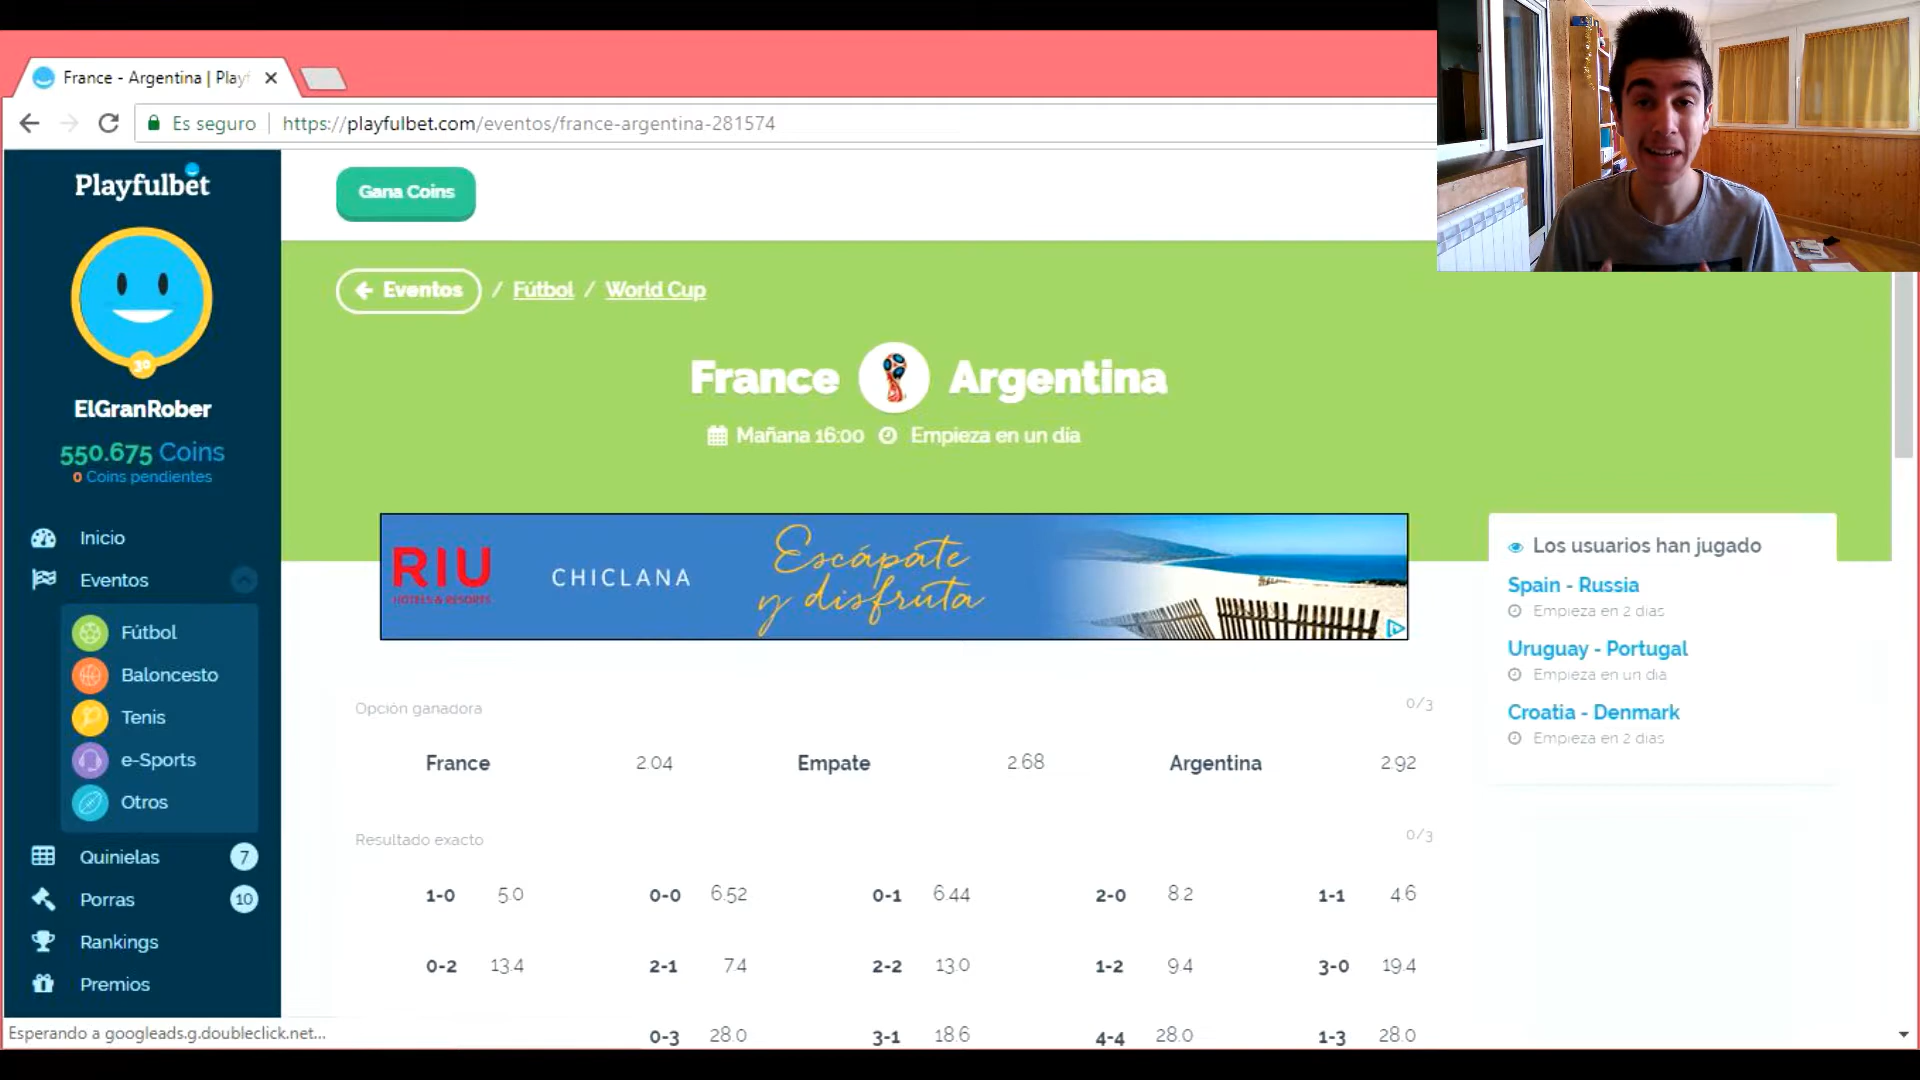 France - Argentina | Playf
Es seguro
https://playfulbet.com/eventos/france-argentina-281574
Playfulbet
30
ElGranRober
550.675 Coins
0 Coins pendientes
Inicio
Eventos
Fútbol
Baloncesto
Tenis
e-Sports
Otros
Quinielas 7
Porras 10
Rankings
Premios
Esperando a googleads.g.doubleclick.net...
Gana Coins
Eventos / Fútbol / World Cup
France Argentina
Mañana 16:00 Empieza en un día
RIU
HOTELS & RESORTS
CHICLANA
Escápate
y disfruta
Opción ganadora 0/3
France 2.04 Empate 2.68 Argentina 2.92
Resultado exacto 0/3
1-0 5.0 0-0 6.52 0-1 6.44 2-0 8.2 1-1 4.6
0-2 13.4 2-1 7.4 2-2 13.0 1-2 9.4 3-0 19.4
0-3 28.0 3-1 18.6 4-4 28.0 1-3 28.0
Los usuarios han jugado
Spain - Russia
Empieza en 2 días
Uruguay - Portugal
Empieza en un día
Croatia - Denmark
Empieza en 2 días